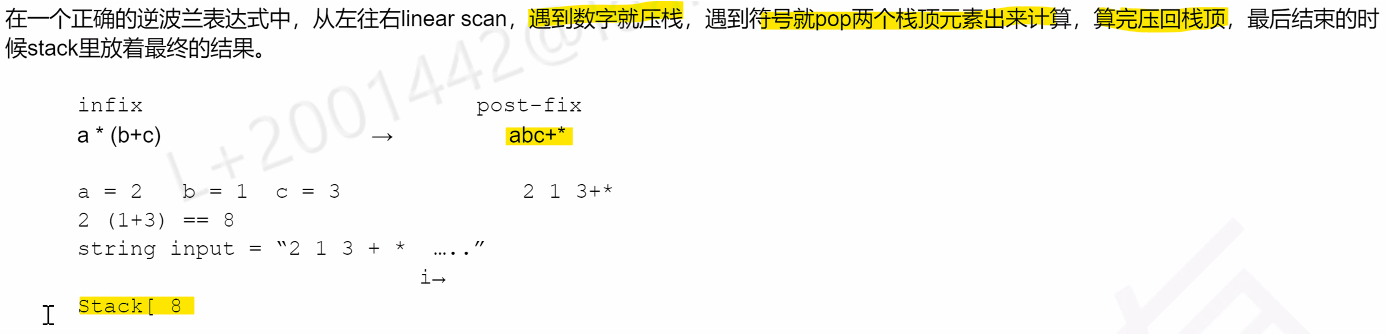 在一个正确的逆波兰表达式中，从左往右linear scan，遇到数字就压栈，遇到符号就pop两个栈顶元素出来计算，算完压回栈顶，最后结束的时
候stack里放着最终的结果。
infix post-fix
a * (b+c) → abc+*
a = 2 b = 1 c = 3 2 1 3+*
2 (1+3) == 8
string input = “2 1 3 + * …..”
i→
Stack[ 8
L+2001442@